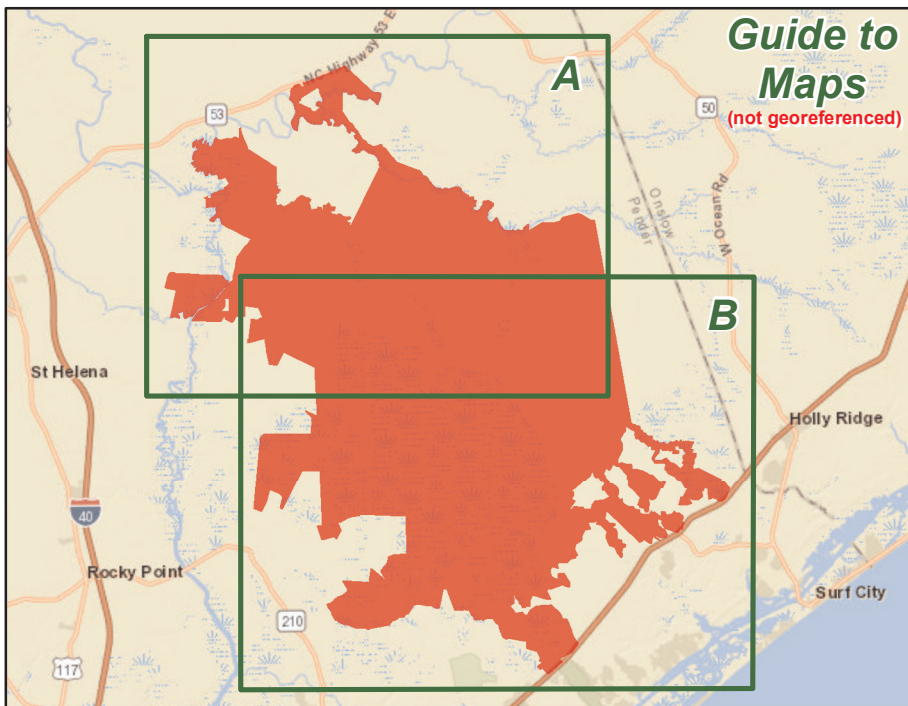 Guide to
Maps
(not georeferenced)
A
NC Highway 53 E
53
50
W Ocean Rd
Onslow
Pender
B
St Helena
Holly Ridge
40
Rocky Point
Surf City
210
117